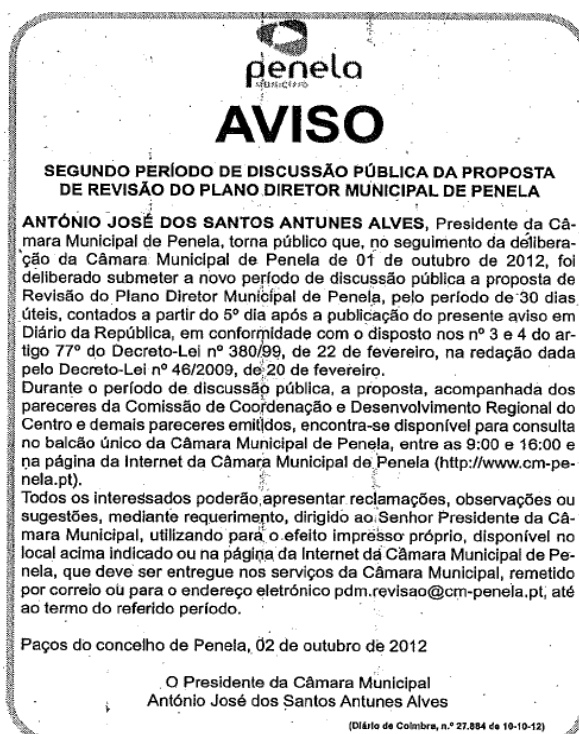 penela
MUNICÍPIO
AVISO
SEGUNDO PERÍODO DE DISCUSSÃO PÚBLICA DA PROPOSTA
DE REVISÃO DO PLANO DIRETOR MUNICIPAL DE PENELA
ANTÓNIO JOSÉ DOS SANTOS ANTUNES ALVES, Presidente da Câ-
mara Municipal de Penela, torna público que, no seguimento da delibera-
ção da Câmara Municipal de Penela de 01 de outubro de 2012, foi
deliberado submeter a novo período de discussão pública a proposta de
Revisão do Plano Diretor Municipal de Penela, pelo período de 30 dias
úteis, contados a partir do 5º dia após a publicação do presente aviso em
Diário da República, em conformidade com o disposto nos nº 3 e 4 do ar-
tigo 77º do Decreto-Lei nº 380/99, de 22 de fevereiro, na redação dada
pelo Decreto-Lei nº 46/2009, de 20 de fevereiro.
Durante o período de discussão pública, a proposta, acompanhada dos
pareceres da Comissão de Coordenação e Desenvolvimento Regional do
Centro e demais pareceres emitidos, encontra-se disponível para consulta
no balcão único da Câmara Municipal de Penela, entre as 9:00 e 16:00 e
na página da Internet da Câmara Municipal de Penela (http://www.cm-pe-
nela.pt).
Todos os interessados poderão apresentar reclamações, observações ou
sugestões, mediante requerimento, dirigido ao Senhor Presidente da Câ-
mara Municipal, utilizando para o efeito impresso próprio, disponível no
local acima indicado ou na página da Internet da Câmara Municipal de Pe-
nela, que deve ser entregue nos serviços da Câmara Municipal, remetido
por correio ou para o endereço eletrónico pdm.revisao@cm-penela.pt, até
ao termo do referido período.
Paços do concelho de Penela, 02 de outubro de 2012
O Presidente da Câmara Municipal
António José dos Santos Antunes Alves
(Diário de Coimbra, n.º 27.884 de 10-10-12)